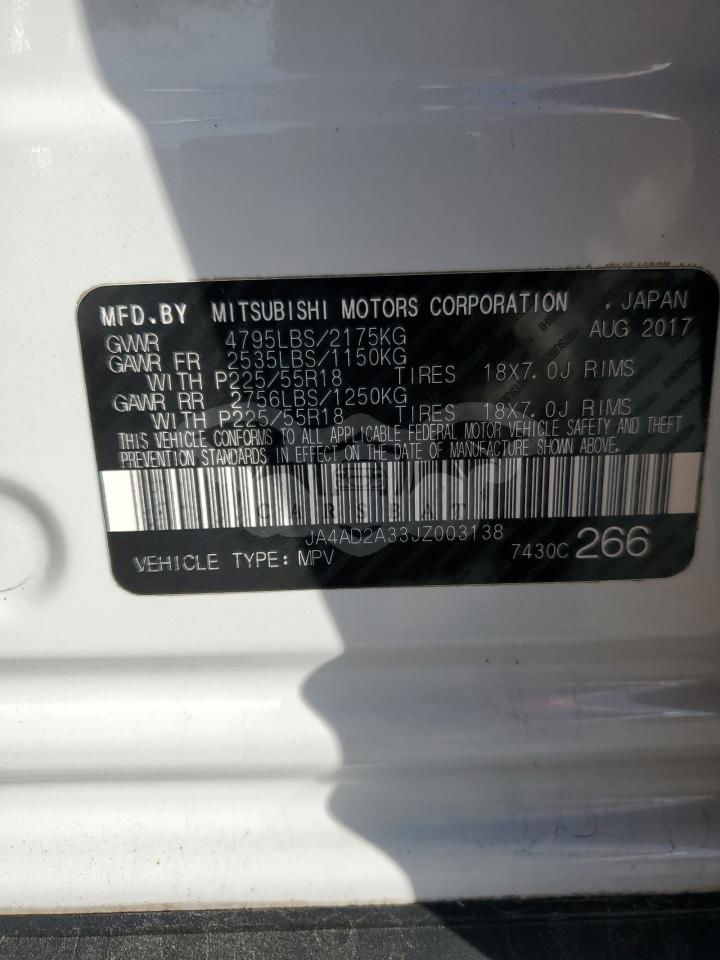 MFD.BY MITSUBISHI MOTORS CORPORATION , JAPAN
GVWR 4795LBS/2175KG AUG 2017
GAWR FR 2535LBS/1150KG
WITH P225/55R18 TIRES 18X7.0J RIMS
GAWR RR 2756LBS/1250KG
WITH P225/55R18 TIRES 18X7.0J RIMS
THIS VEHICLE CONFORMS TO ALL APPLICABLE FEDERAL MOTOR VEHICLE SAFETY AND THEFT
PREVENTION STANDARDS IN EFFECT ON THE DATE OF MANUFACTURE SHOWN ABOVE.
CARSBAT
JA4AD2A33JZ003138
VEHICLE TYPE: MPV 7430C 266